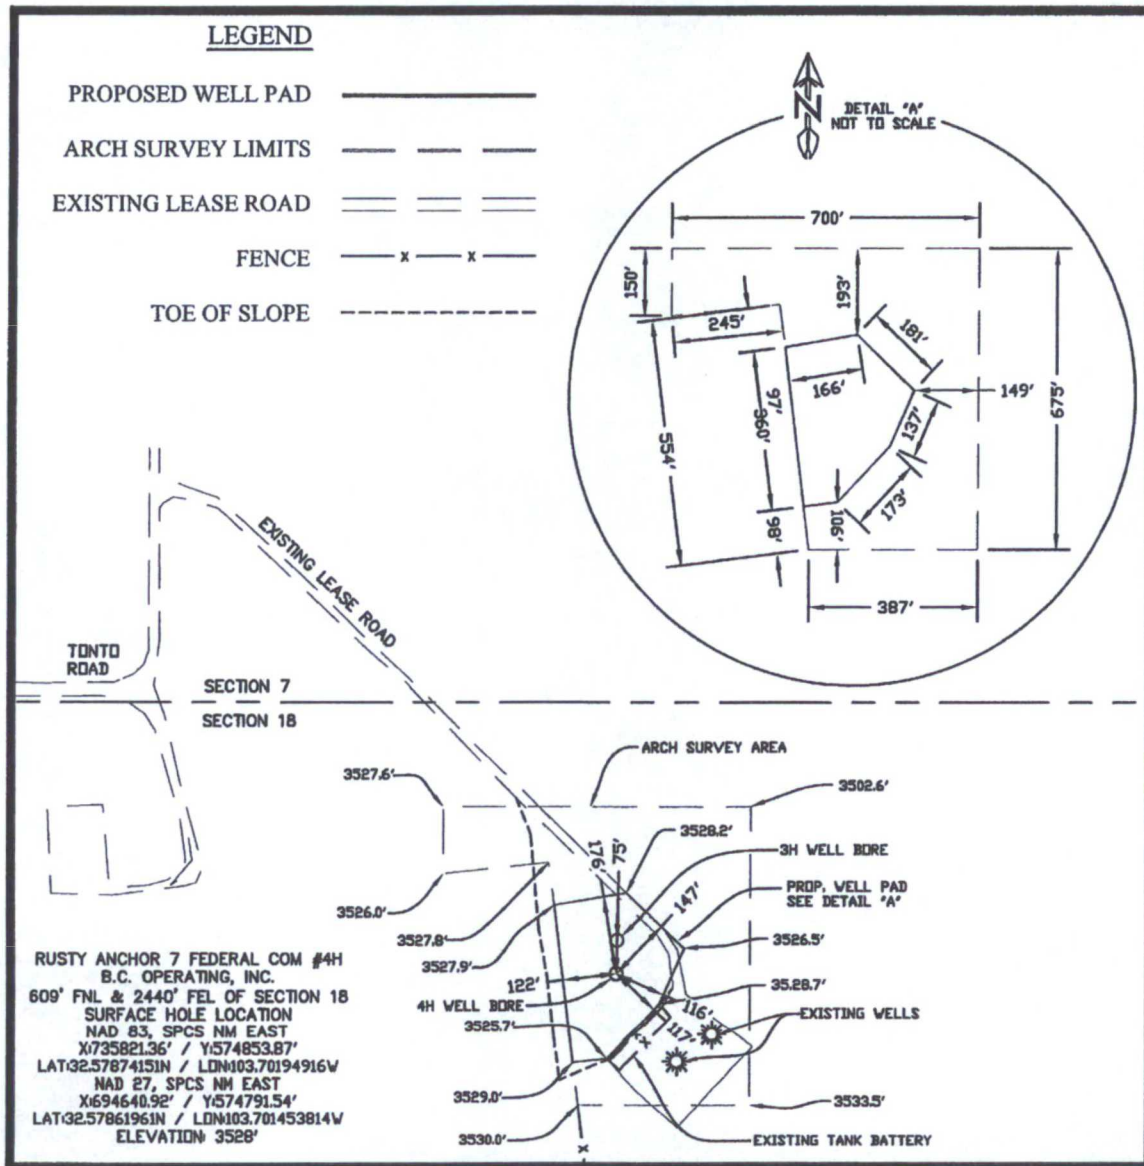 LEGEND
PROPOSED WELL PAD
ARCH SURVEY LIMITS
EXISTING LEASE ROAD
FENCE
x x
TOE OF SLOPE
N
DETAIL "A"
NOT TO SCALE
700'
150'
193'
245'
181'
166'
149'
675'
97'
360'
137'
554'
173'
98'
106'
387'
EXISTING LEASE ROAD
TONTO
ROAD
SECTION 7
SECTION 18
ARCH SURVEY AREA
3527.6'
3502.6'
3528.2'
176'
75'
3H WELL BORE
147'
PROP. WELL PAD
SEE DETAIL "A"
3526.0'
3527.8'
3526.5'
3527.9'
122'
3528.7'
4H WELL BORE
116'
3525.7'
117'
EXISTING WELLS
x
3529.0'
3533.5'
3530.0'
EXISTING TANK BATTERY
x
RUSTY ANCHOR 7 FEDERAL COM #4H
B.C. OPERATING, INC.
609' FNL & 2440' FEL OF SECTION 18
SURFACE HOLE LOCATION
NAD 83, SPCS NM EAST
X:735821.36' / Y:574853.87'
LAT:32.57874151N / LON:103.70194916W
NAD 27, SPCS NM EAST
X:694640.92' / Y:574791.54'
LAT:32.57861961N / LON:103.701453814W
ELEVATION: 3528'